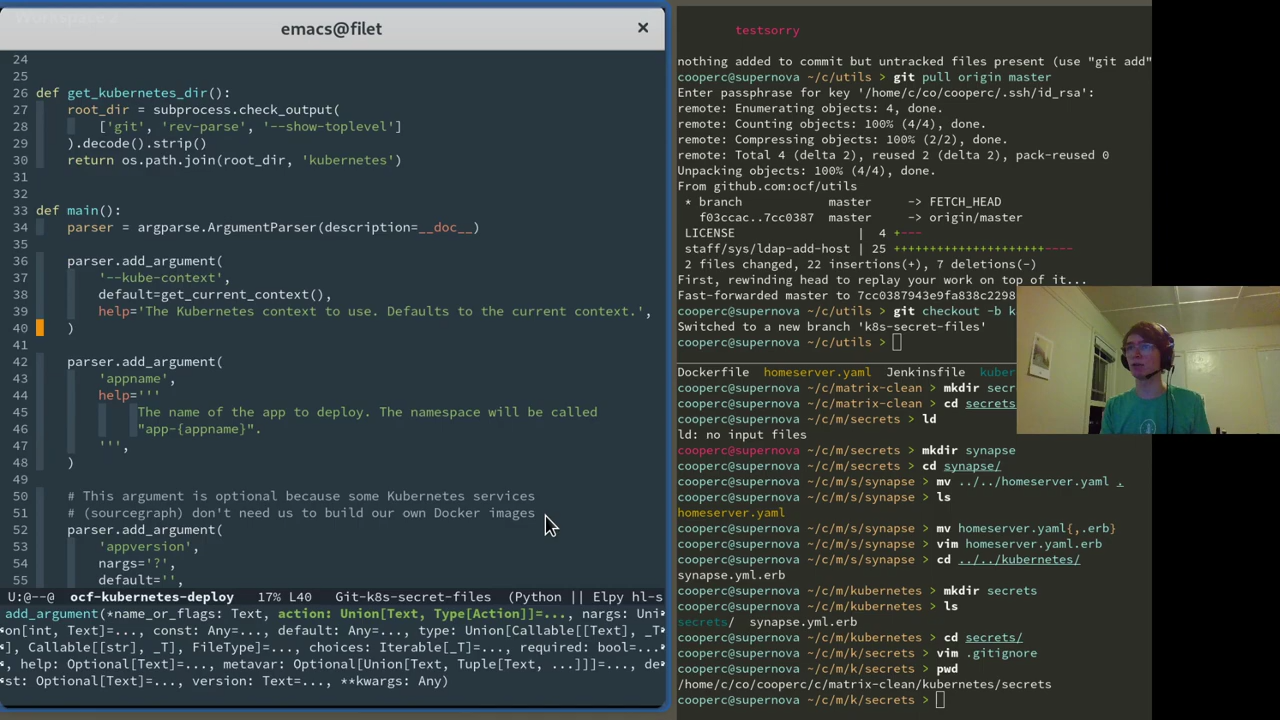 emacs@filet
×
24
25
26 def get_kubernetes_dir():
27     root_dir = subprocess.check_output(
28         ['git', 'rev-parse', '--show-toplevel']
29     ).decode().strip()
30     return os.path.join(root_dir, 'kubernetes')
31
32
33 def main():
34     parser = argparse.ArgumentParser(description=__doc__)
35
36     parser.add_argument(
37         '--kube-context',
38         default=get_current_context(),
39         help='The Kubernetes context to use. Defaults to the current context.',
40     )
41
42     parser.add_argument(
43         'appname',
44         help='''
45             The name of the app to deploy. The namespace will be called
46             "app-{appname}".
47         ''',
48     )
49
50     # This argument is optional because some Kubernetes services
51     # (sourcegraph) don't need us to build our own Docker images
52     parser.add_argument(
53         'appversion',
54         nargs='?',
55         default='',
U:@--@  ocf-kubernetes-deploy   17% L40   Git-k8s-secret-files  (Python || Elpy hl-s
add_argument(*name_or_flags: Text, action: Union[Text, Type[Action]]=..., nargs: Uni
on[int, Text]=..., const: Any=..., default: Any=..., type: Union[Callable[[Text], _T
], Callable[[str], _T], FileType]=..., choices: Iterable[_T]=..., required: bool=...
, help: Optional[Text]=..., metavar: Optional[Union[Text, Tuple[Text, ...]]]=..., de
st: Optional[Text]=..., version: Text=..., **kwargs: Any)
testsorry
nothing added to commit but untracked files present (use "git add"
cooperc@supernova ~/c/utils > git pull origin master
Enter passphrase for key '/home/c/co/cooperc/.ssh/id_rsa':
remote: Enumerating objects: 4, done.
remote: Counting objects: 100% (4/4), done.
remote: Compressing objects: 100% (2/2), done.
remote: Total 4 (delta 2), reused 2 (delta 2), pack-reused 0
Unpacking objects: 100% (4/4), done.
From github.com:ocf/utils
 * branch            master     -> FETCH_HEAD
   f03ccac..7cc0387  master     -> origin/master
 LICENSE                |  4 +---
 staff/sys/ldap-add-host | 25 +++++++++++++++++++++----
 2 files changed, 22 insertions(+), 7 deletions(-)
First, rewinding head to replay your work on top of it...
Fast-forwarded master to 7cc0387943e9fa838c2298
cooperc@supernova ~/c/utils > git checkout -b k
Switched to a new branch 'k8s-secret-files'
cooperc@supernova ~/c/utils >
Dockerfile  homeserver.yaml  Jenkinsfile  kuber
cooperc@supernova ~/c/matrix-clean > mkdir secr
cooperc@supernova ~/c/matrix-clean > cd secrets
cooperc@supernova ~/c/m/secrets > ld
ld: no input files
cooperc@supernova ~/c/m/secrets > mkdir synapse
cooperc@supernova ~/c/m/secrets > cd synapse/
cooperc@supernova ~/c/m/s/synapse > mv ../../homeserver.yaml .
cooperc@supernova ~/c/m/s/synapse > ls
homeserver.yaml
cooperc@supernova ~/c/m/s/synapse > mv homeserver.yaml{,.erb}
cooperc@supernova ~/c/m/s/synapse > vim homeserver.yaml.erb
cooperc@supernova ~/c/m/s/synapse > cd ../../kubernetes/
synapse.yml.erb
cooperc@supernova ~/c/m/kubernetes > mkdir secrets
cooperc@supernova ~/c/m/kubernetes > ls
secrets/  synapse.yml.erb
cooperc@supernova ~/c/m/kubernetes > cd secrets/
cooperc@supernova ~/c/m/k/secrets > vim .gitignore
cooperc@supernova ~/c/m/k/secrets > pwd
/home/c/co/cooperc/c/matrix-clean/kubernetes/secrets
cooperc@supernova ~/c/m/k/secrets >